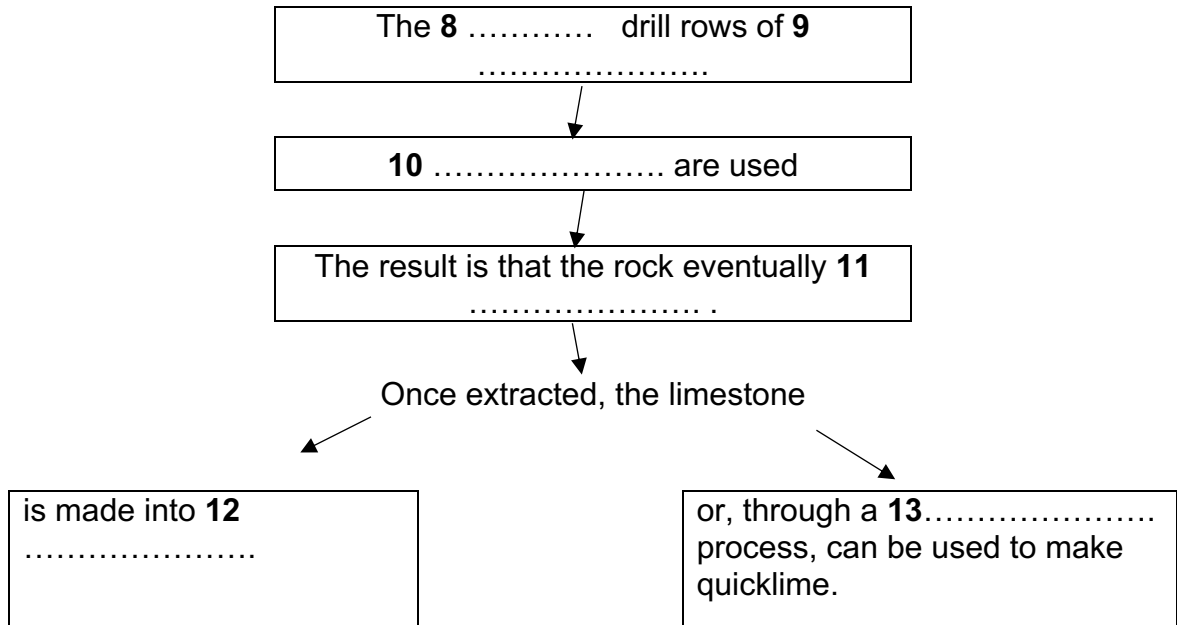 The 8 ………… drill rows of 9
……………………
10 …………………. are used
The result is that the rock eventually 11
…………………. .
Once extracted, the limestone
is made into 12
………………….
or, through a 13………………….
process, can be used to make
quicklime.